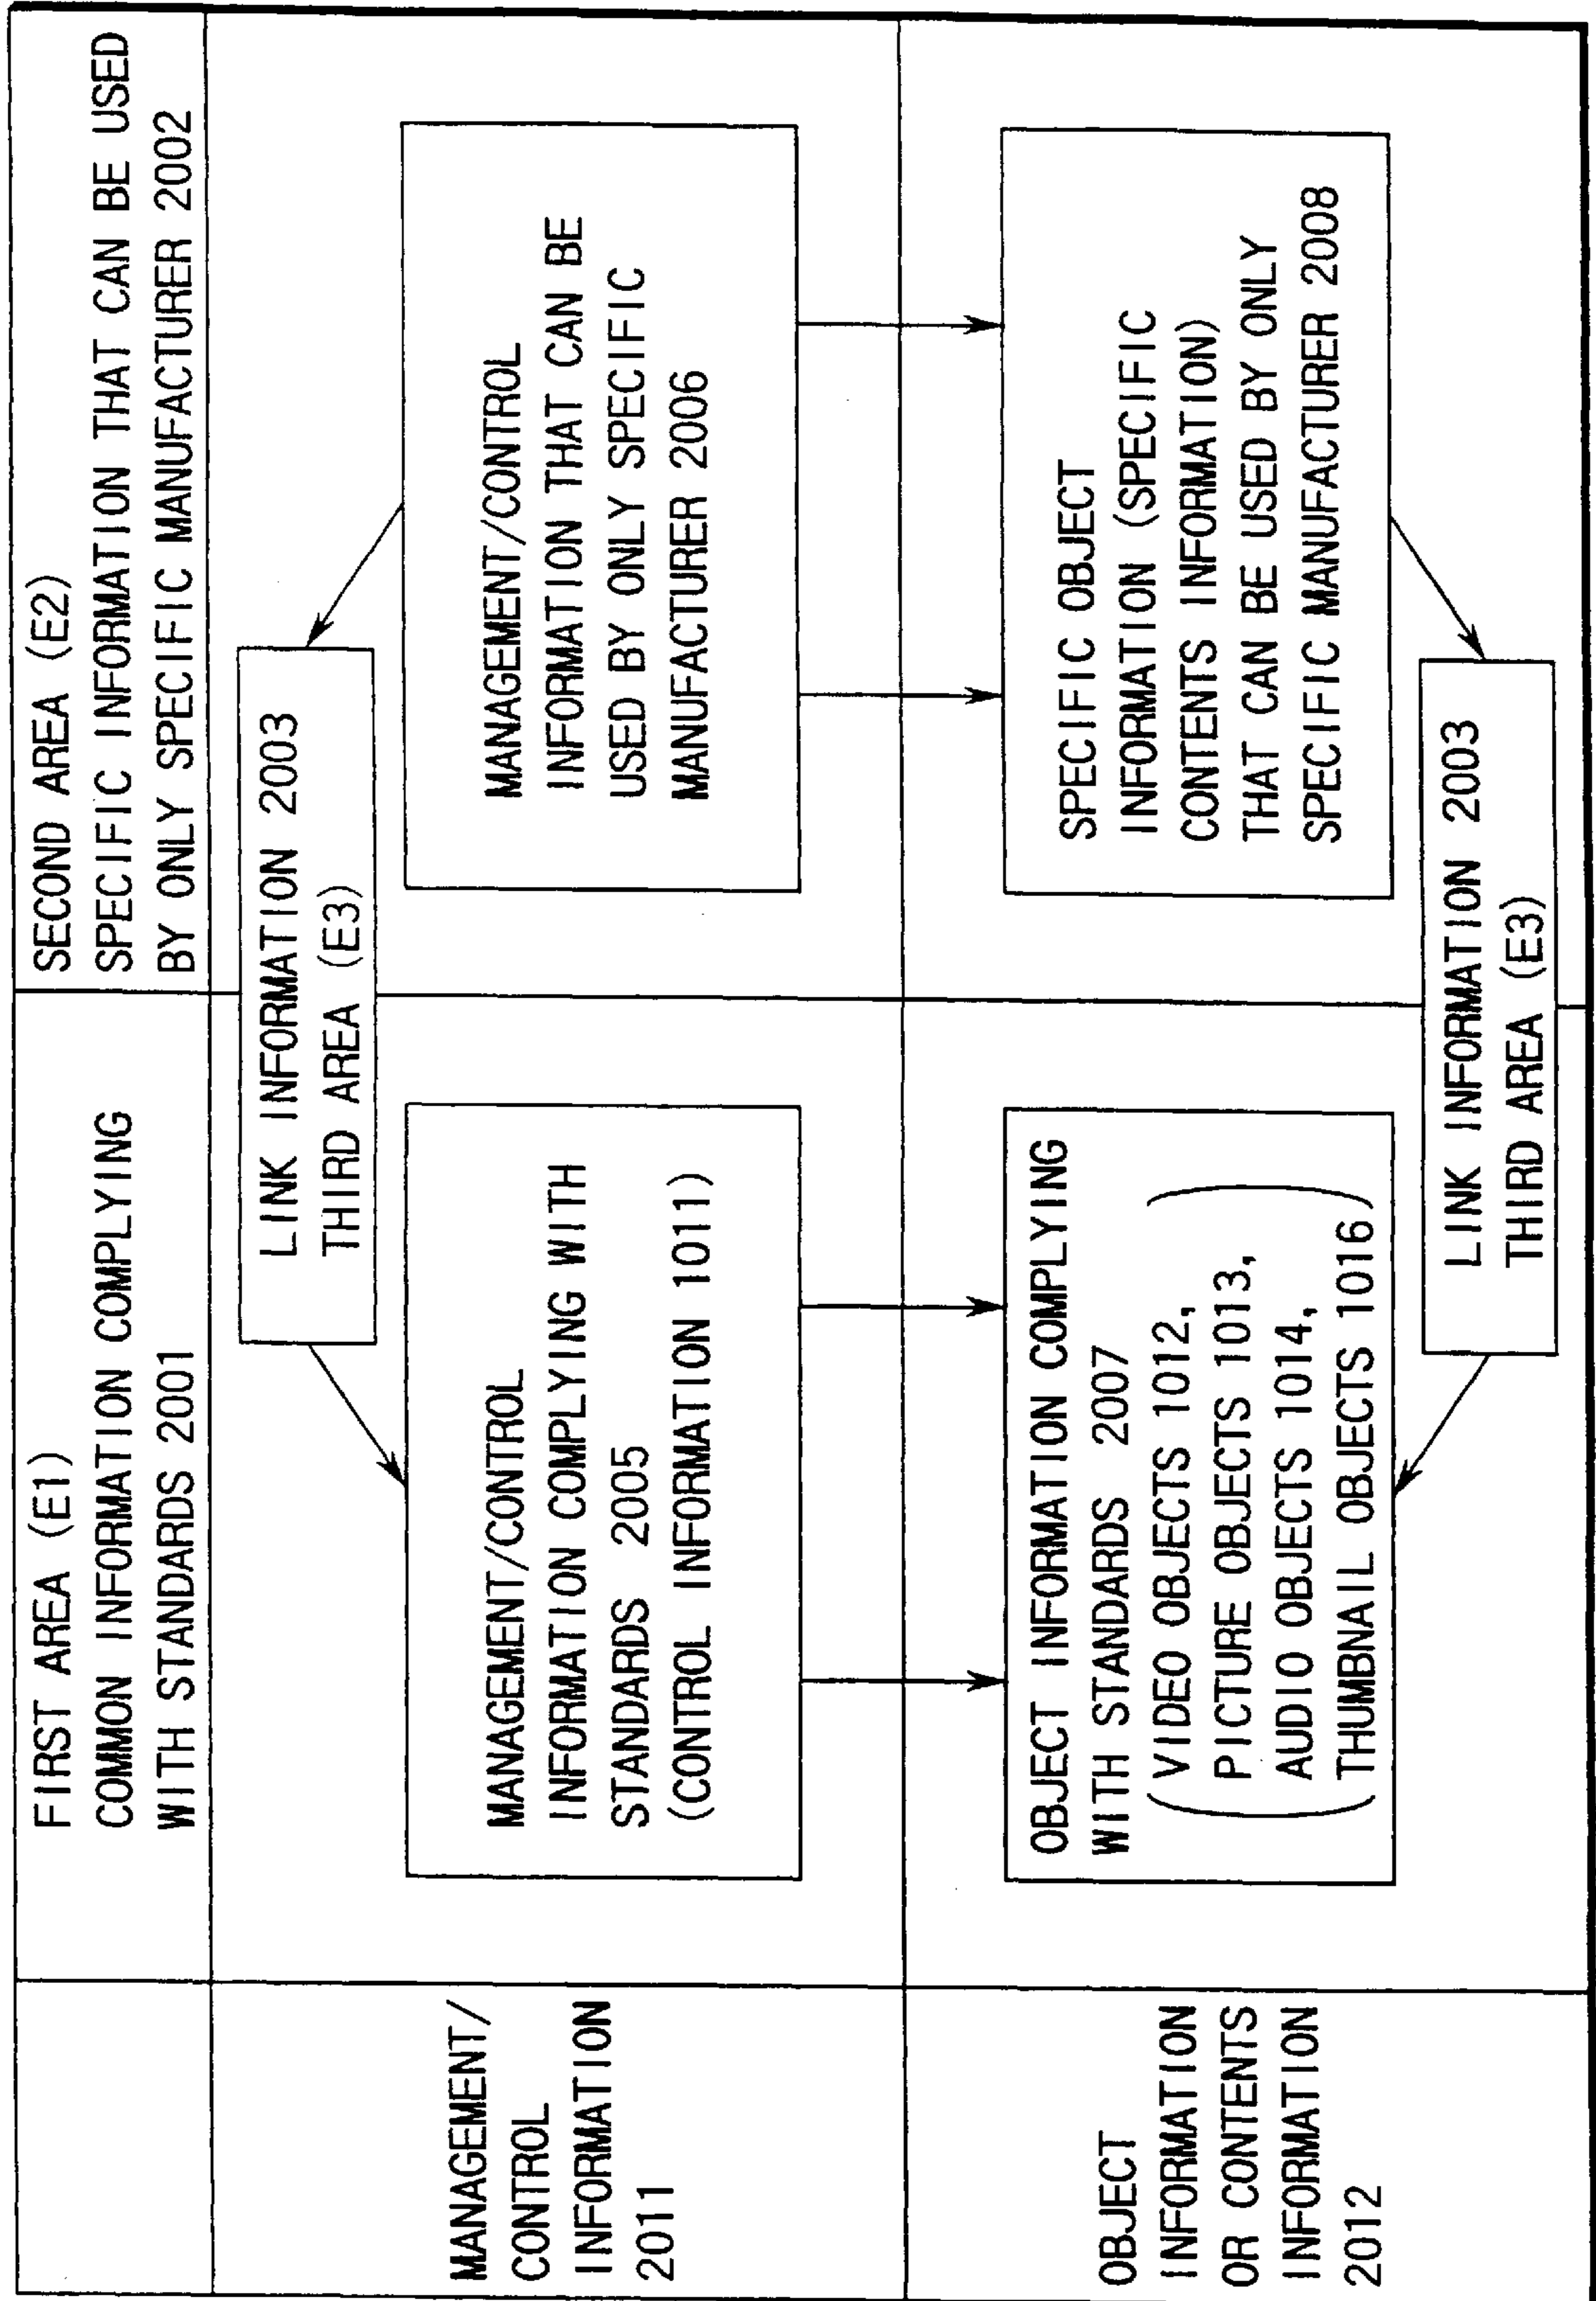 FIRST AREA (E1)
COMMON INFORMATION COMPLYING
WITH STANDARDS 2001
SECOND AREA (E2)
SPECIFIC INFORMATION THAT CAN BE USED
BY ONLY SPECIFIC MANUFACTURER 2002
MANAGEMENT/
CONTROL
INFORMATION
2011
LINK INFORMATION 2003
THIRD AREA (E3)
MANAGEMENT/CONTROL
INFORMATION COMPLYING WITH
STANDARDS 2005
(CONTROL INFORMATION 1011)
MANAGEMENT/CONTROL
INFORMATION THAT CAN BE
USED BY ONLY SPECIFIC
MANUFACTURER 2006
OBJECT
INFORMATION
OR CONTENTS
INFORMATION
2012
OBJECT INFORMATION COMPLYING
WITH STANDARDS 2007
(VIDEO OBJECTS 1012,
PICTURE OBJECTS 1013,
AUDIO OBJECTS 1014,
THUMBNAIL OBJECTS 1016)
SPECIFIC OBJECT
INFORMATION (SPECIFIC
CONTENTS INFORMATION)
THAT CAN BE USED BY ONLY
SPECIFIC MANUFACTURER 2008
LINK INFORMATION 2003
THIRD AREA (E3)